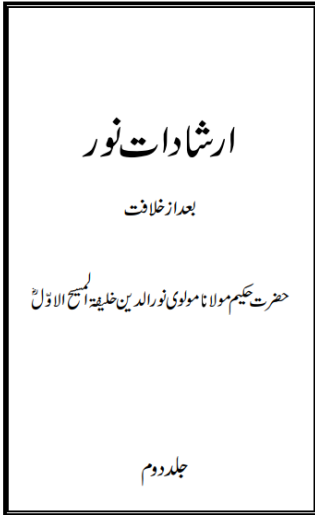 ارشادات نور
بعد از خلافت
حضرت حکیم مولانا مولوی نورالدین خلیفۃ المسیح الاوّلؓ
جلد دوم